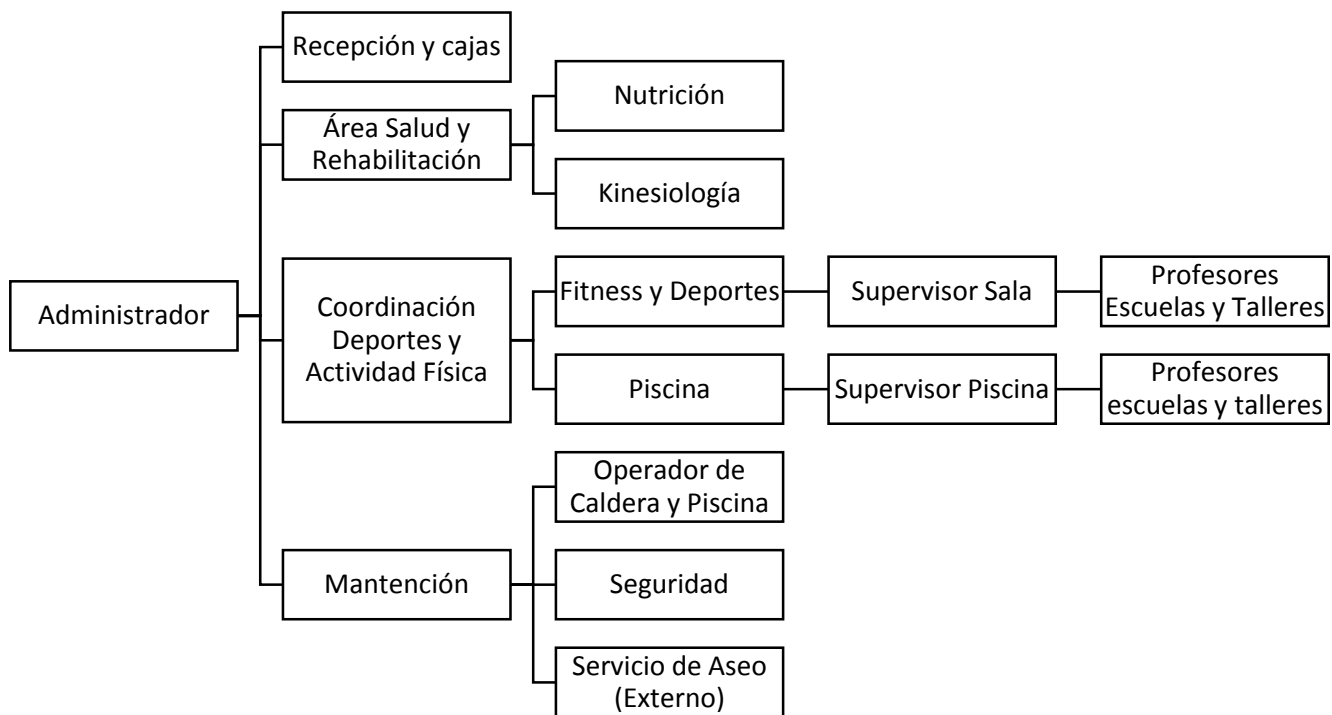 Recepción y cajas
Nutrición
Área Salud y
Rehabilitación
Kinesiología
Administrador
Coordinación
Deportes y
Actividad Física
Fitness y Deportes
Supervisor Sala
Profesores
Escuelas y Talleres
Piscina
Supervisor Piscina
Profesores
escuelas y talleres
Operador de
Caldera y Piscina
Mantención
Seguridad
Servicio de Aseo
(Externo)